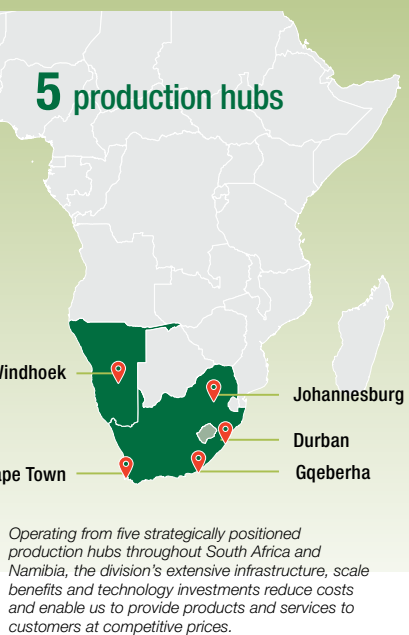 5 production hubs
Windhoek
Johannesburg
Durban
Cape Town
Gqeberha
Operating from five strategically positioned
production hubs throughout South Africa and
Namibia, the division's extensive infrastructure, scale
benefits and technology investments reduce costs
and enable us to provide products and services to
customers at competitive prices.